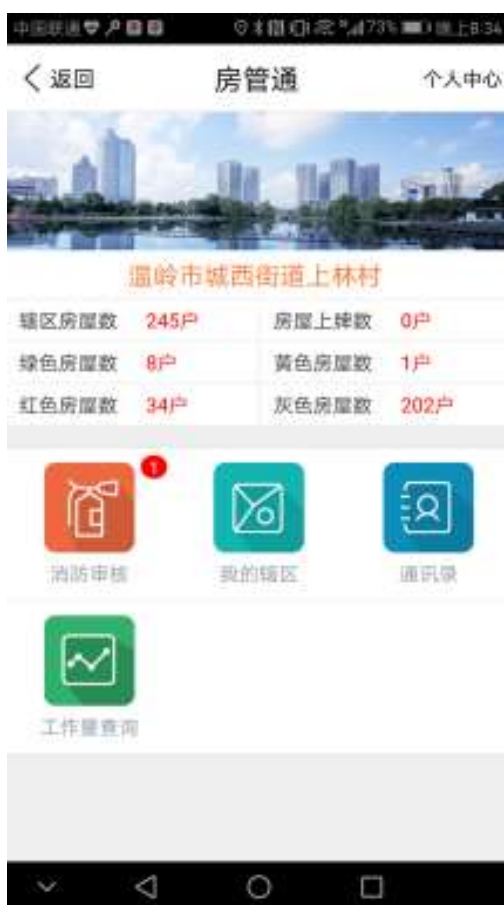 中国联通 73% 晚上8:34
返回 房管通 个人中心
温岭市城西街道上林村
辖区房屋数 245户 房屋上牌数 0户
绿色房屋数 8户 黄色房屋数 1户
红色房屋数 34户 灰色房屋数 202户
1
消防审核 我的辖区 通讯录
工作量查询